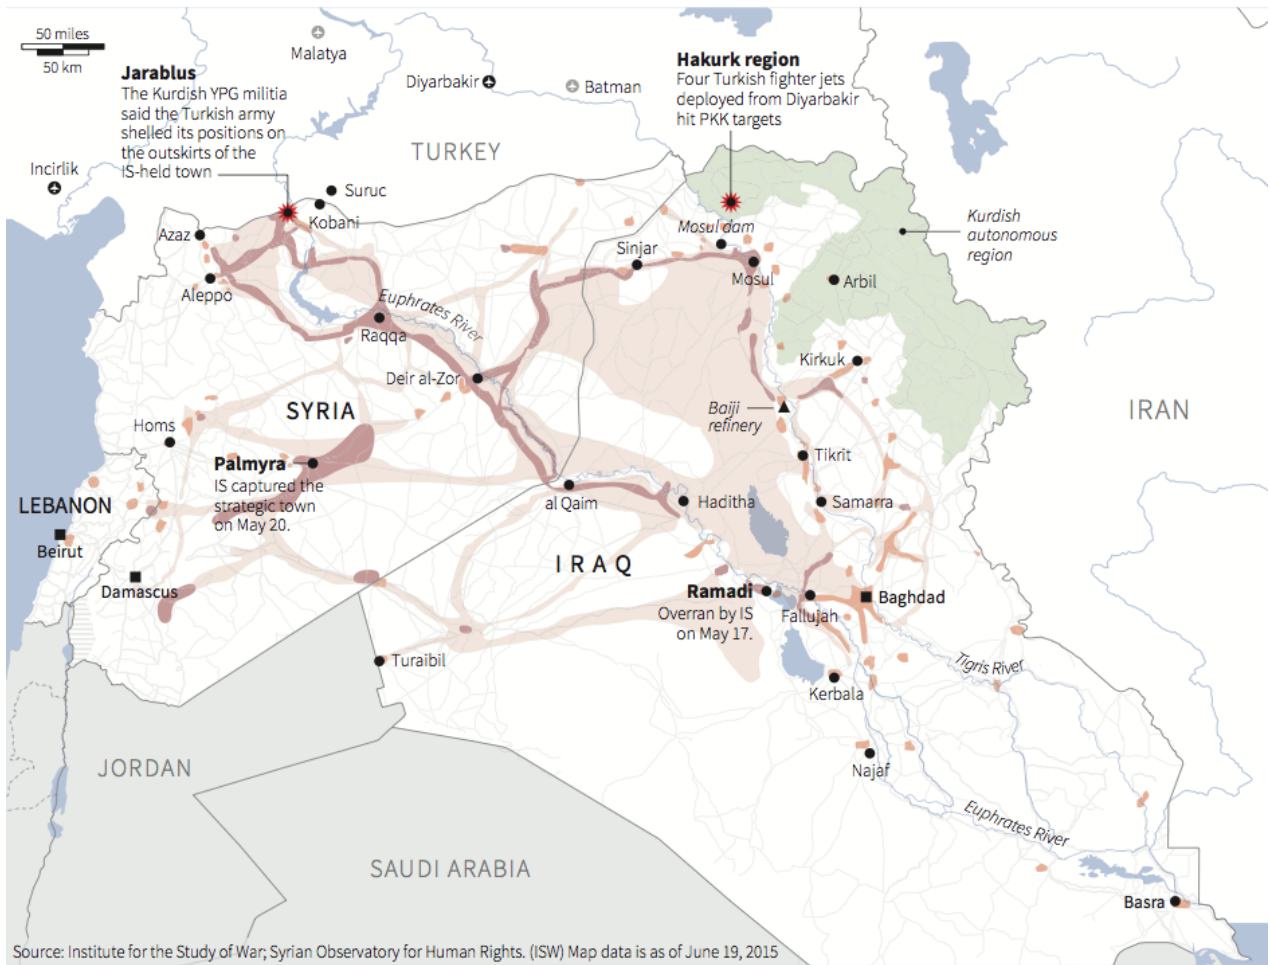 50 miles
50 km
Malatya
Jarablus
The Kurdish YPG militia
said the Turkish army
shelled its positions on
the outskirts of the
IS-held town
Diyarbakir
Batman
Hakurk region
Four Turkish fighter jets
deployed from Diyarbakir
hit PKK targets
TURKEY
Incirlik
Suruc
Kobani
Azaz
Aleppo
Kurdish
autonomous
region
Mosul dam
Sinjar
Mosul
Arbil
Euphrates River
Raqqa
Deir al-Zor
Kirkuk
SYRIA
Baiji
refinery
IRAN
Homs
Palmyra
IS captured the
strategic town
on May 20.
Tikrit
al Qaim
Haditha
Samarra
LEBANON
Beirut
IRAQ
Damascus
Ramadi
Overran by IS
on May 17.
Fallujah
Baghdad
Turaibil
Tigris River
Kerbala
JORDAN
Najaf
Euphrates River
SAUDI ARABIA
Basra
Source: Institute for the Study of War; Syrian Observatory for Human Rights. (ISW) Map data is as of June 19, 2015